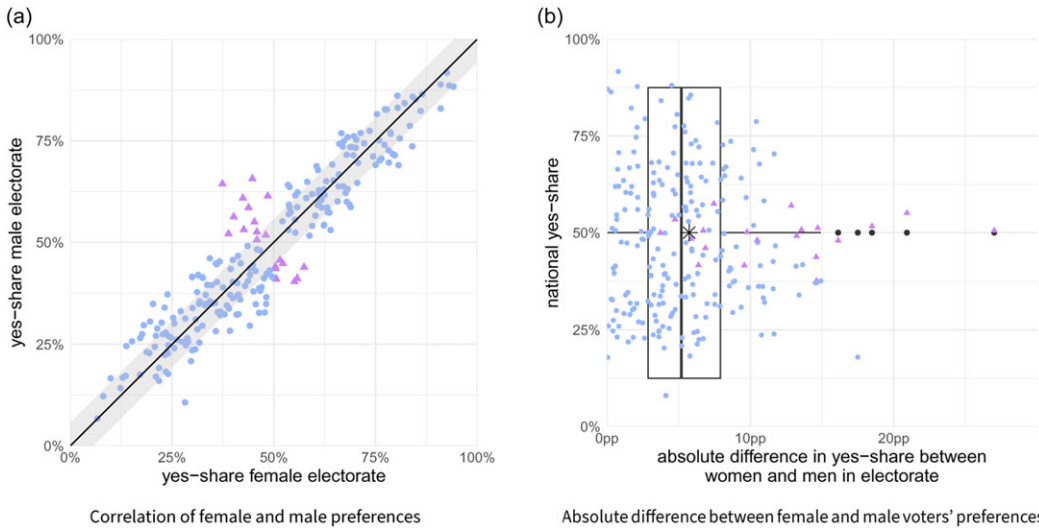 (a)
100%
75%
50%
25%
0%
0% 25% 50% 75% 100%
yes−share male electorate
yes−share female electorate
Correlation of female and male preferences
(b)
100%
75%
50%
25%
0%
0pp 10pp 20pp
national yes−share
absolute difference in yes−share between
women and men in electorate
Absolute difference between female and male voters' preferences